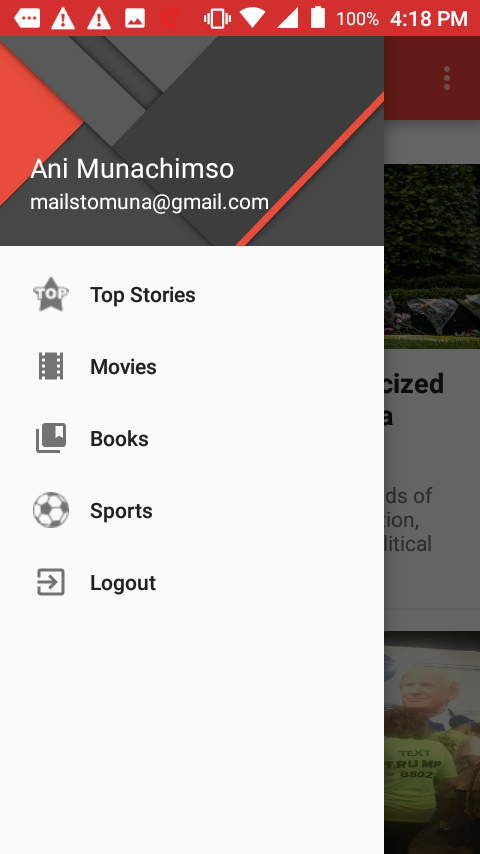 100% 4:18 PM
Ani Munachimso
mailstomuna@gmail.com
TOP Top Stories
Movies
Books
Sports
Logout
cized
a
ds of
tion,
litical
TEXT
TRUMP
8802